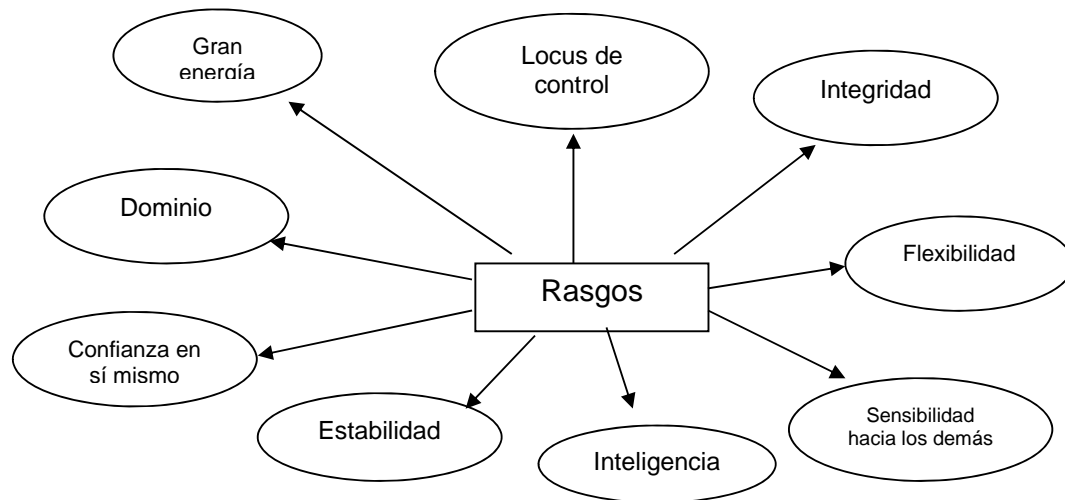 Gran
energía
Locus de
control
Integridad
Dominio
Flexibilidad
Rasgos
Confianza en
sí mismo
Estabilidad
Inteligencia
Sensibilidad
hacia los demás